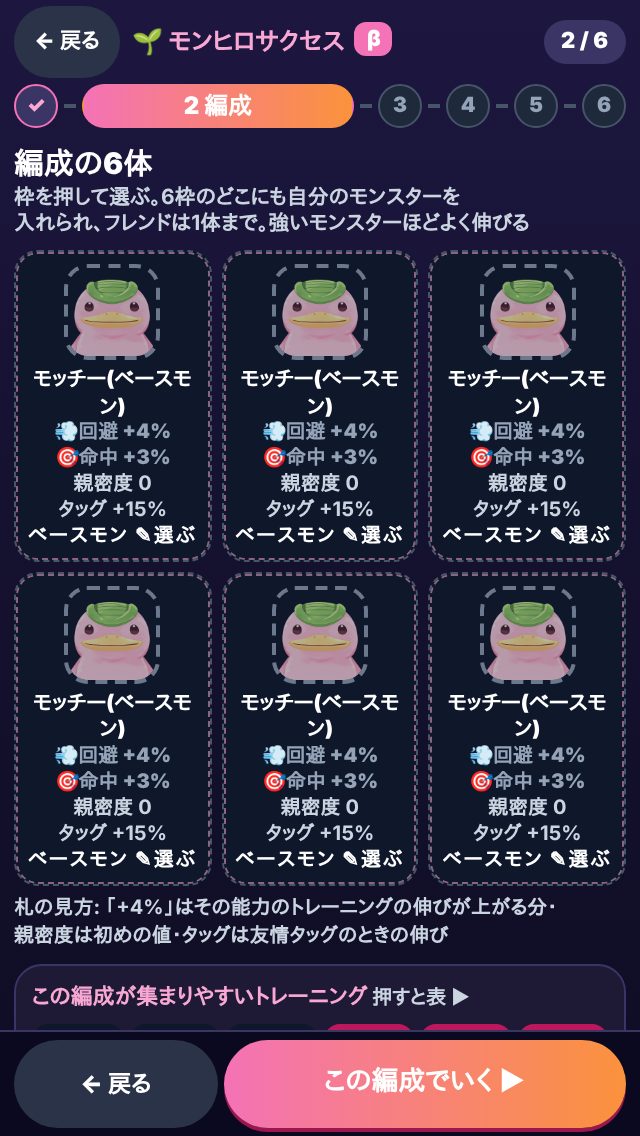 ← 戻る
🌱 モンヒロサクセス β
2 / 6
✓
2 編成
3
4
5
6
編成の6体
枠を押して選ぶ。6枠のどこにも自分のモンスターを
入れられ、フレンドは1体まで。強いモンスターほどよく伸びる
モッチー(ベースモ
ン)
💨回避 +4%
🎯命中 +3%
親密度 0
タッグ +15%
ベースモン ✎選ぶ
モッチー(ベースモ
ン)
💨回避 +4%
🎯命中 +3%
親密度 0
タッグ +15%
ベースモン ✎選ぶ
モッチー(ベースモ
ン)
💨回避 +4%
🎯命中 +3%
親密度 0
タッグ +15%
ベースモン ✎選ぶ
モッチー(ベースモ
ン)
💨回避 +4%
🎯命中 +3%
親密度 0
タッグ +15%
ベースモン ✎選ぶ
モッチー(ベースモ
ン)
💨回避 +4%
🎯命中 +3%
親密度 0
タッグ +15%
ベースモン ✎選ぶ
モッチー(ベースモ
ン)
💨回避 +4%
🎯命中 +3%
親密度 0
タッグ +15%
ベースモン ✎選ぶ
札の見方: 「+4%」はその能力のトレーニングの伸びが上がる分・
親密度は初めの値・タッグは友情タッグのときの伸び
この編成が集まりやすいトレーニング 押すと表 ▶
← 戻る
この編成でいく ▶